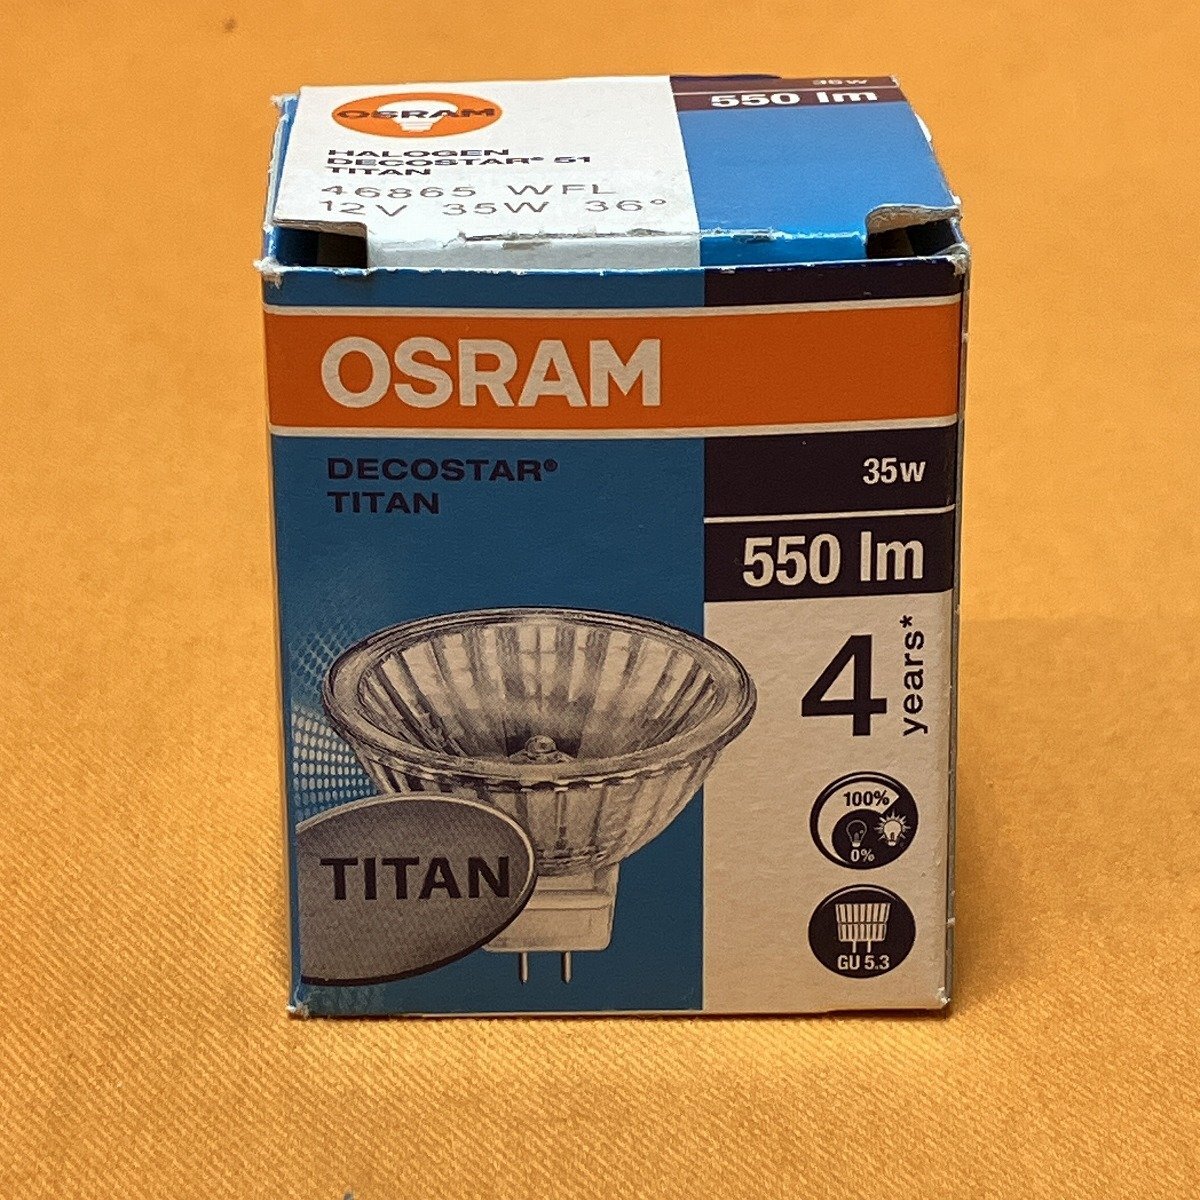 35W
550 lm
OSRAM
HALOGEN
DECOSTAR® 51
TITAN
46865 WFL
12V 35W 36°
OSRAM
DECOSTAR®
TITAN
35W
550 lm
4 years*
100%
0%
TITAN
GU 5.3